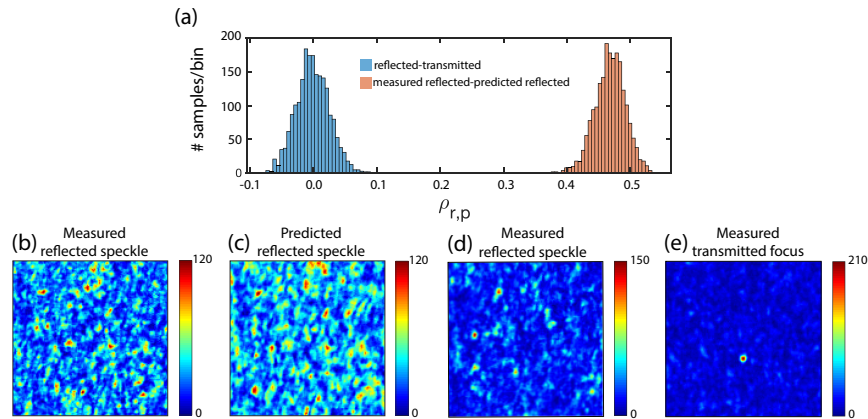 (a)
# samples/bin
200
150
100
50
0
reflected-transmitted
measured reflected-predicted reflected
-0.1 0.0 0.1 0.2 0.3 0.4 0.5
ρr,p
(b) Measured
reflected speckle
120
0
(c) Predicted
reflected speckle
120
0
(d) Measured
reflected speckle
150
0
(e) Measured
transmitted focus
210
0